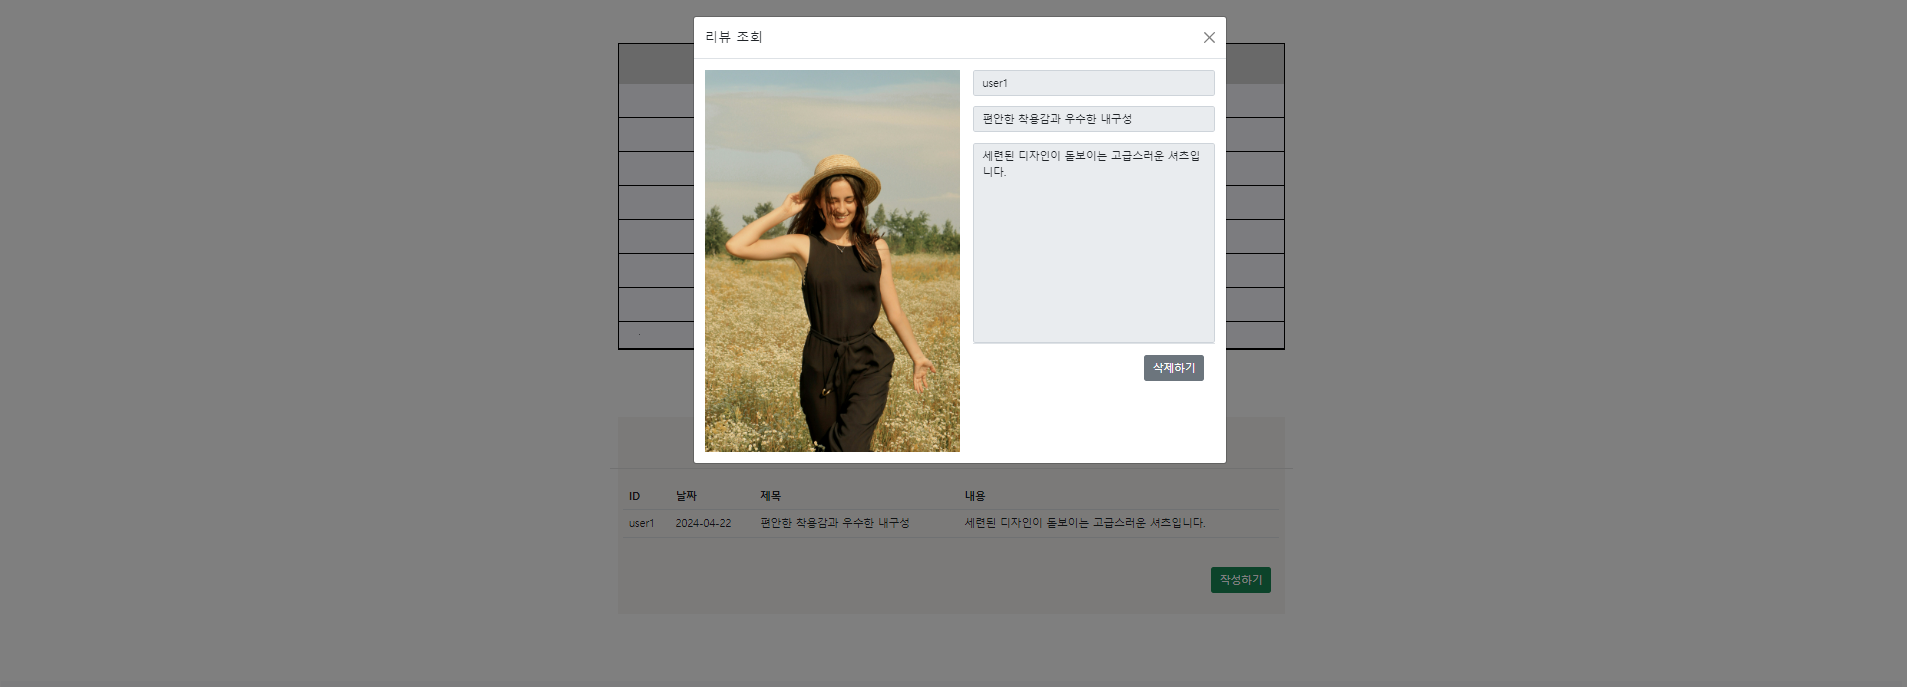 리뷰 조회
user1
편안한 착용감과 우수한 내구성
세련된 디자인이 돋보이는 고급스러운 셔츠입
니다.
삭제하기
ID 날짜 제목 내용
user1 2024-04-22 편안한 착용감과 우수한 내구성 세련된 디자인이 돋보이는 고급스러운 셔츠입니다.
작성하기